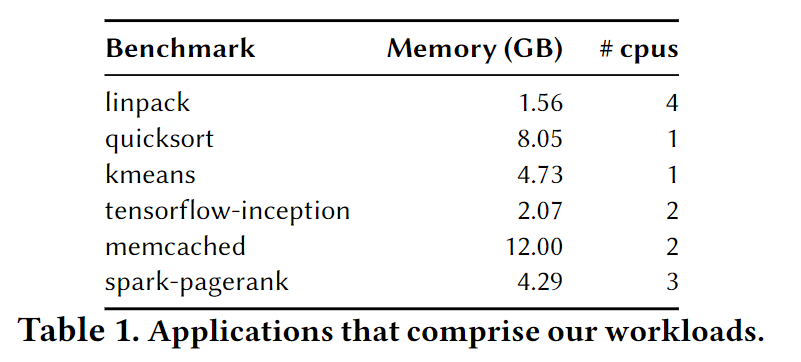 Benchmark Memory (GB) # cpus
linpack 1.56 4
quicksort 8.05 1
kmeans 4.73 1
tensorflow-inception 2.07 2
memcached 12.00 2
spark-pagerank 4.29 3
Table 1. Applications that comprise our workloads.